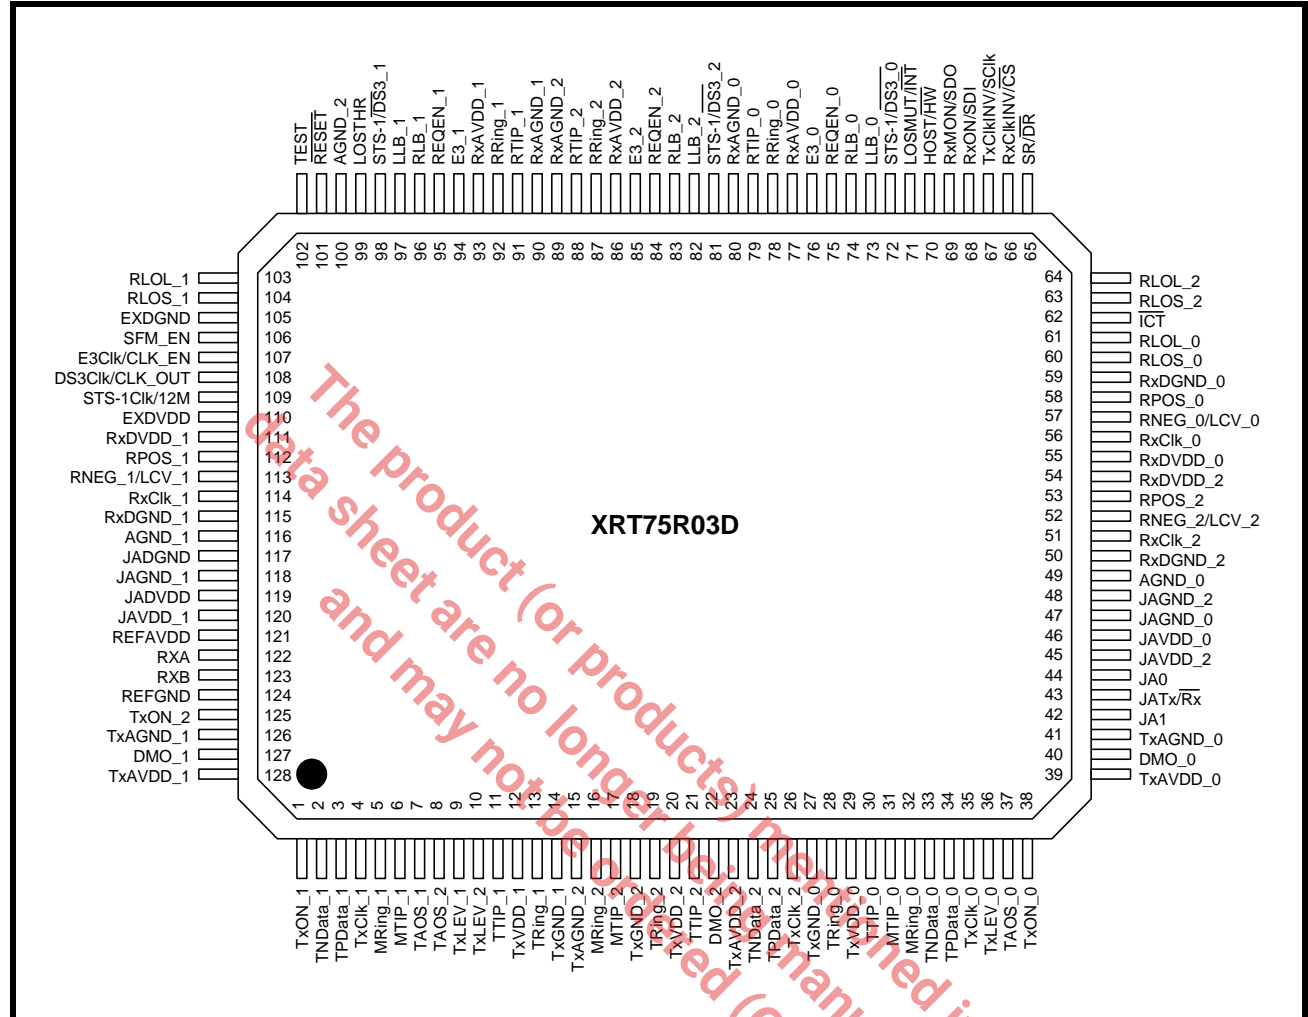 TEST
RESET
AGND_2
LOSTHR
STS-1/DS3_1
LLB_1
RLB_1
REQEN_1
E3_1
RxAVDD_1
RRing_1
RTIP_1
RxAGND_1
RxAGND_2
RTIP_2
RRing_2
RxAVDD_2
E3_2
REQEN_2
RLB_2
LLB_2
STS-1/DS3_2
RxAGND_0
RTIP_0
RRing_0
RxAVDD_0
E3_0
REQEN_0
RLB_0
LLB_0
STS-1/DS3_0
LOSMUT/INT
HOST/HW
RxMON/SDO
RxON/SDI
TxClkINV/SClk
RxClkINV/CS
SR/DR
102
101
100
99
98
97
96
95
94
93
92
91
90
89
88
87
86
85
84
83
82
81
80
79
78
77
76
75
74
73
72
71
70
69
68
67
66
65
RLOL_1 103
RLOS_1 104
EXDGND 105
SFM_EN 106
E3Clk/CLK_EN 107
DS3Clk/CLK_OUT 108
STS-1Clk/12M 109
EXDVDD 110
RxDVDD_1 111
RPOS_1 112
RNEG_1/LCV_1 113
RxClk_1 114
RxDGND_1 115
AGND_1 116
JADGND 117
JAGND_1 118
JADVDD 119
JAVDD_1 120
REFAVDD 121
RXA 122
RXB 123
REFGND 124
TxON_2 125
TxAGND_1 126
DMO_1 127
TxAVDD_1 128
XRT75R03D
64 RLOL_2
63 RLOS_2
62 ICT
61 RLOL_0
60 RLOS_0
59 RxDGND_0
58 RPOS_0
57 RNEG_0/LCV_0
56 RxClk_0
55 RxDVDD_0
54 RxDVDD_2
53 RPOS_2
52 RNEG_2/LCV_2
51 RxClk_2
50 RxDGND_2
49 AGND_0
48 JAGND_2
47 JAGND_0
46 JAVDD_0
45 JAVDD_2
44 JA0
43 JATx/Rx
42 JA1
41 TxAGND_0
40 DMO_0
39 TxAVDD_0
1
2
3
4
5
6
7
8
9
10
11
12
13
14
15
16
17
18
19
20
21
22
23
24
25
26
27
28
29
30
31
32
33
34
35
36
37
38
TxON_1
TNData_1
TPData_1
TxClk_1
MRing_1
MTIP_1
TAOS_1
TAOS_2
TxLEV_1
TxLEV_2
TTIP_1
TxVDD_1
TRing_1
TxGND_1
TxAGND_2
MRing_2
MTIP_2
TxGND_2
TRing_2
TxVDD_2
TTIP_2
DMO_2
TxAVDD_2
TNData_2
TPData_2
TxClk_2
TxGND_0
TRing_0
TxVDD_0
TTIP_0
MTIP_0
MRing_0
TNData_0
TPData_0
TxClk_0
TxLEV_0
TAOS_0
TxON_0
The product (or products) mentioned i
data sheet are no longer being manu
and may not be ordered (O